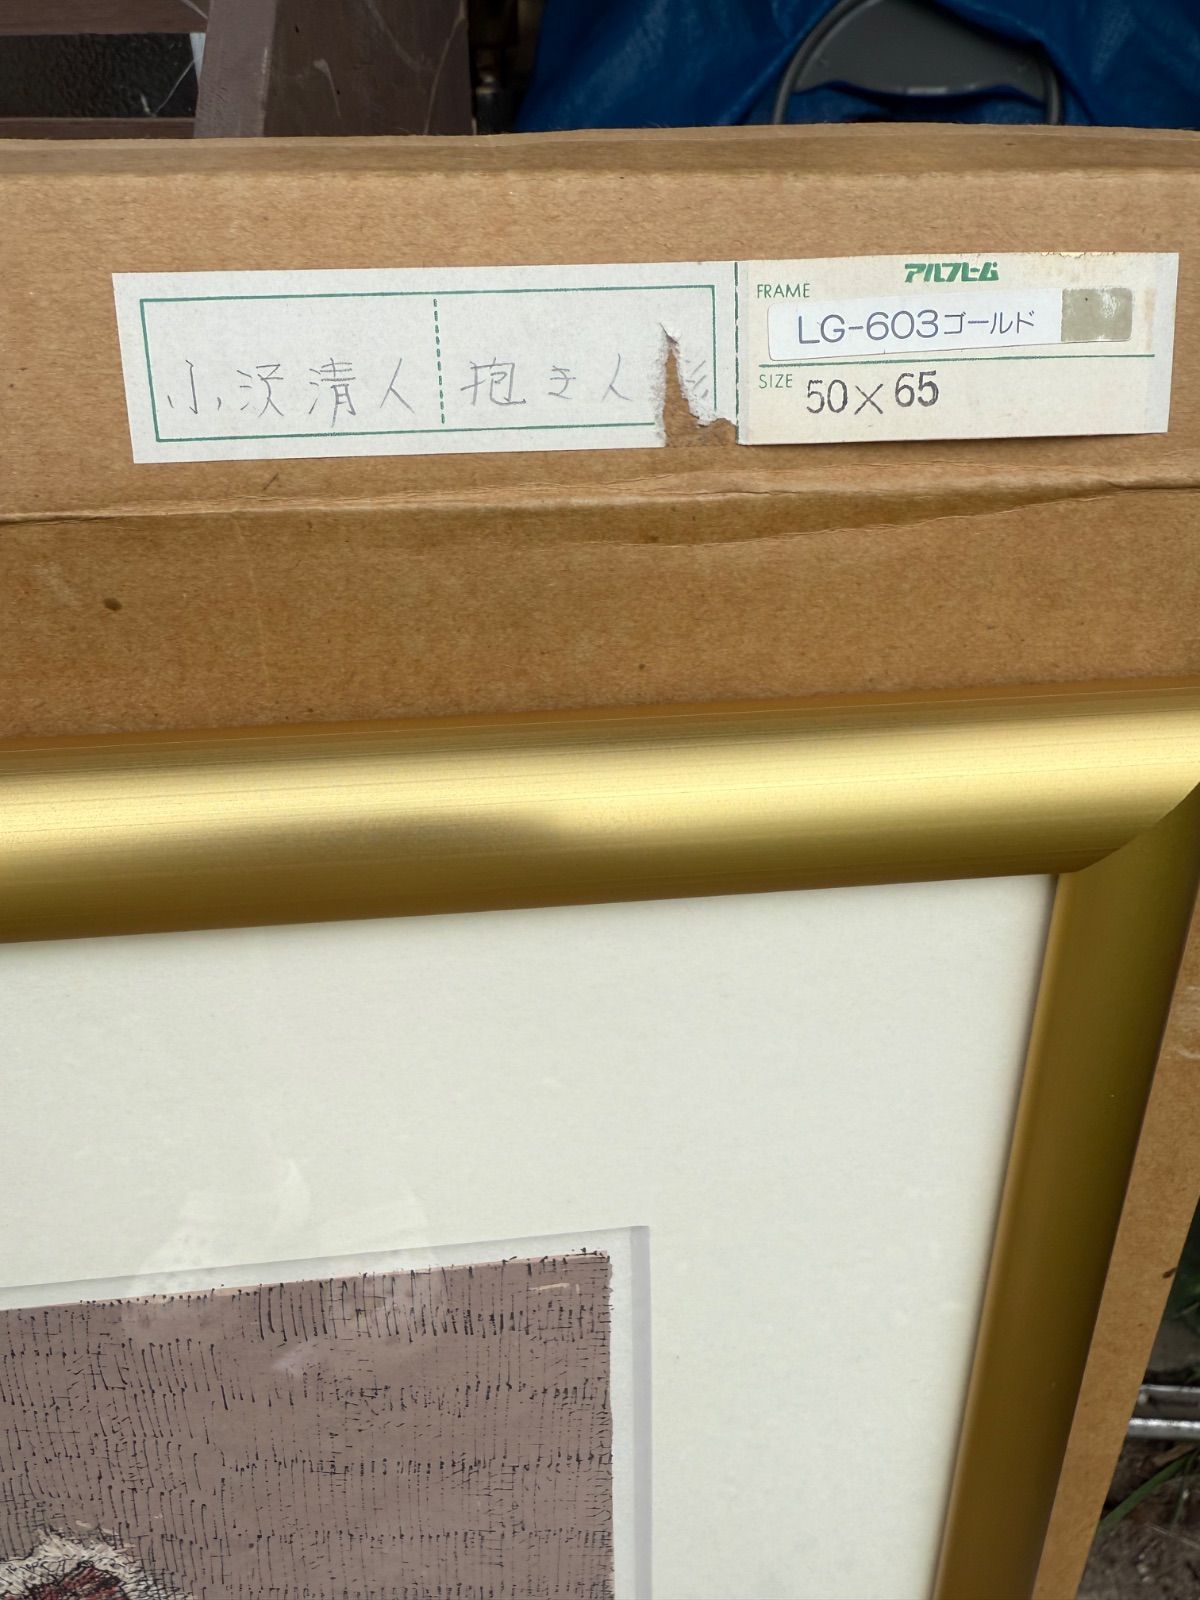 小沢清人 抱き人
アルフレーム
FRAME
LG-603ゴールド
SIZE 50×65